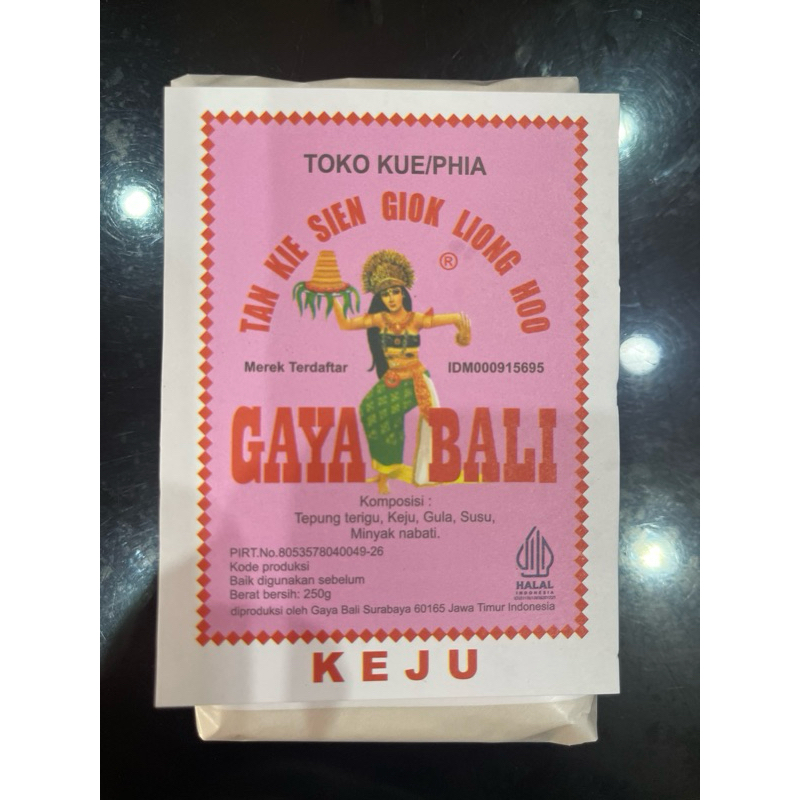 TOKO KUE/PHIA
TAN KIE SIEN GIOK LIONG HOO
®
Merek Terdaftar IDM000915695
GAYA BALI
Komposisi :
Tepung terigu, Keju, Gula, Susu,
Minyak nabati.
PIRT.No.8053578040049-26
Kode produksi
Baik digunakan sebelum
Berat bersih: 250g
HALAL
INDONESIA
diproduksi oleh Gaya Bali Surabaya 60165 Jawa Timur Indonesia
KEJU